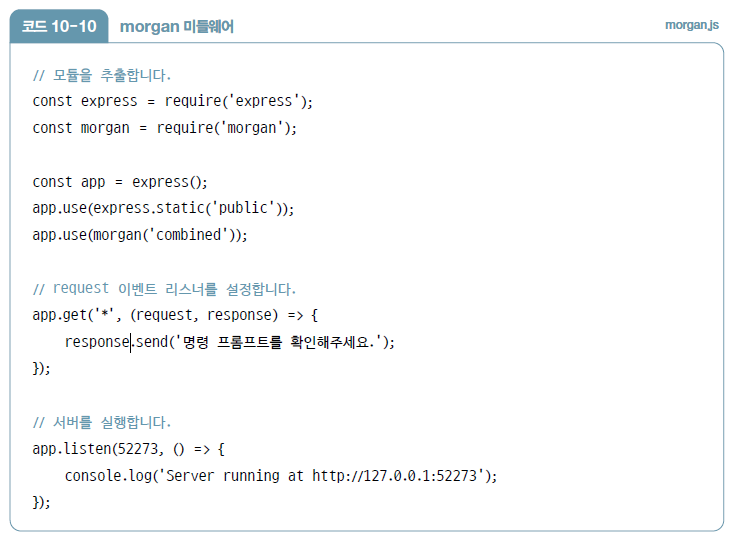 코드 10-10 morgan 미들웨어 morgan.js
// 모듈을 추출합니다.
const express = require('express');
const morgan = require('morgan');
const app = express();
app.use(express.static('public'));
app.use(morgan('combined'));
// request 이벤트 리스너를 설정합니다.
app.get('*', (request, response) => {
    response.send('명령 프롬프트를 확인해주세요.');
});
// 서버를 실행합니다.
app.listen(52273, () => {
    console.log('Server running at http://127.0.0.1:52273');
});